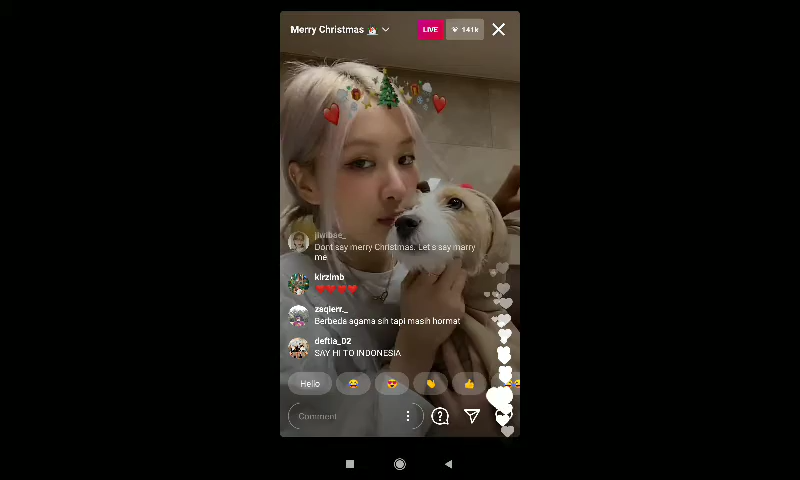 Merry Christmas
LIVE
141k
jiwibae_
Dont say merry Christmas. Let's say marry
me
kirzimb
zaqierr._
Berbeda agama sih tapi masih hormat
deftia_02
SAY HI TO INDONESIA
Hello
Comment